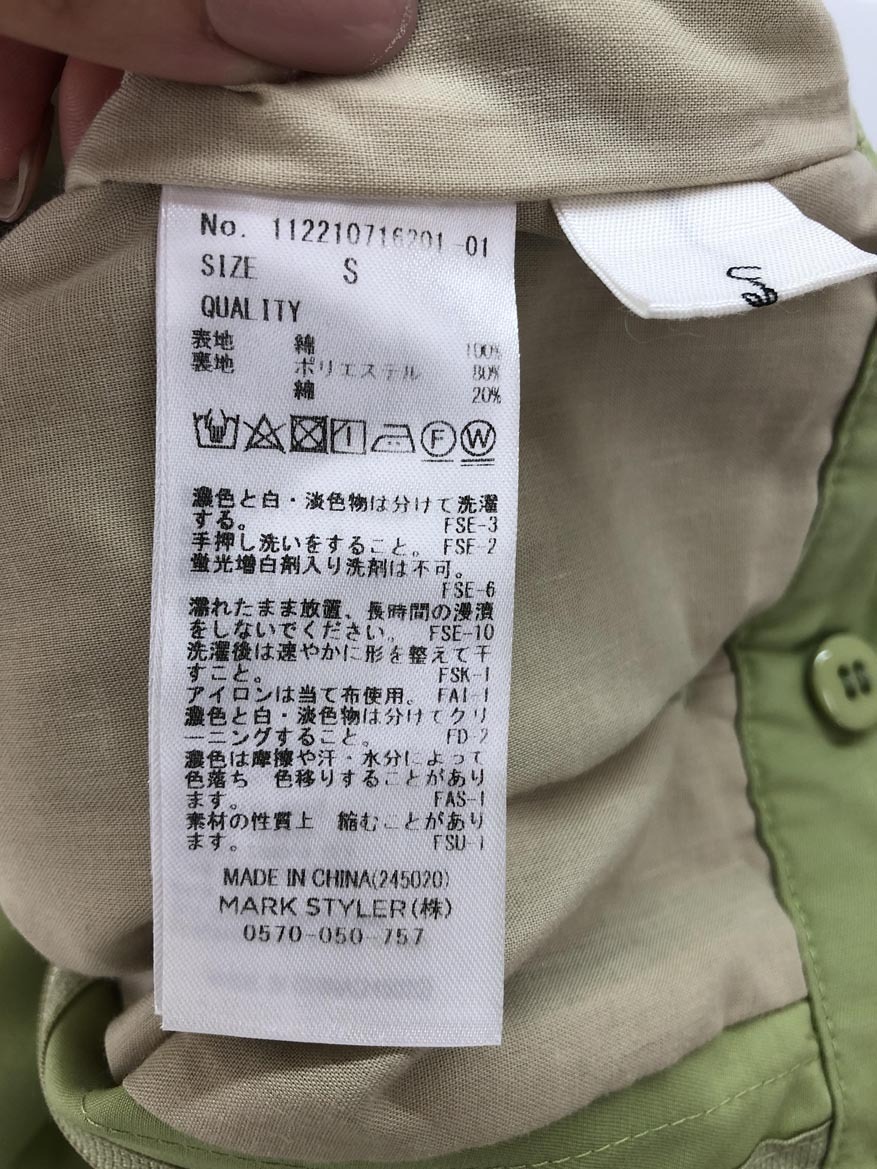 No. 112210716201-01
SIZE S
QUALITY
表地 綿 100%
裏地 ポリエステル 80%
綿 20%
F W
濃色と白・淡色物は分けて洗濯
する。 FSE-3
手押し洗いをすること。 FSE-2
蛍光増白剤入り洗剤は不可。
FSE-6
濡れたまま放置、長時間の浸漬
をしないでください。 FSE-10
洗濯後は速やかに形を整えて干
すこと。 FSK-1
アイロンは当て布使用。 FAI-1
濃色と白・淡色物は分けてクリ
ーニングすること。 FD-2
濃色は摩擦や汗・水分によって
色落ち 色移りすることがあり
ます。 FAS-1
素材の性質上 縮むことがあり
ます。 FSU-1
MADE IN CHINA(245020)
MARK STYLER(株)
0570-050-757